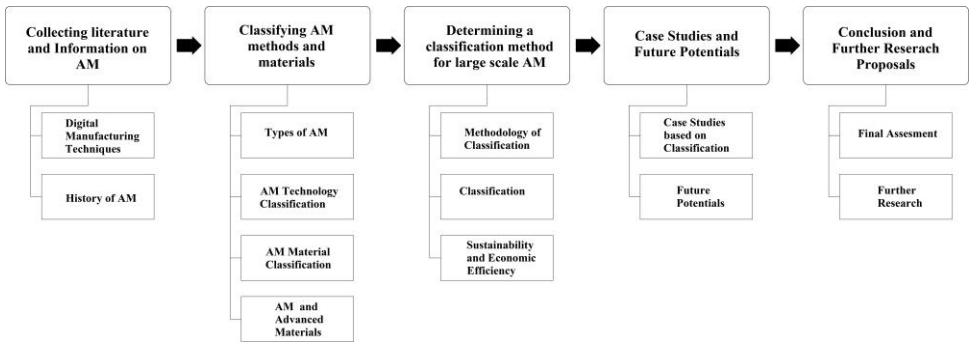 Collecting literature
and Information on
AM
Classifying AM
methods and
materials
Determining a
classification method
for large scale AM
Case Studies and
Future Potentials
Conclusion and
Further Reserach
Proposals
Digital
Manufacturing
Techniques
History of AM
Types of AM
AM Technology
Classification
AM Material
Classification
AM and
Advanced
Materials
Methodology of
Classification
Classification
Sustainability
and Economic
Efficiency
Case Studies
based on
Classification
Future
Potentials
Final Assesment
Further
Research